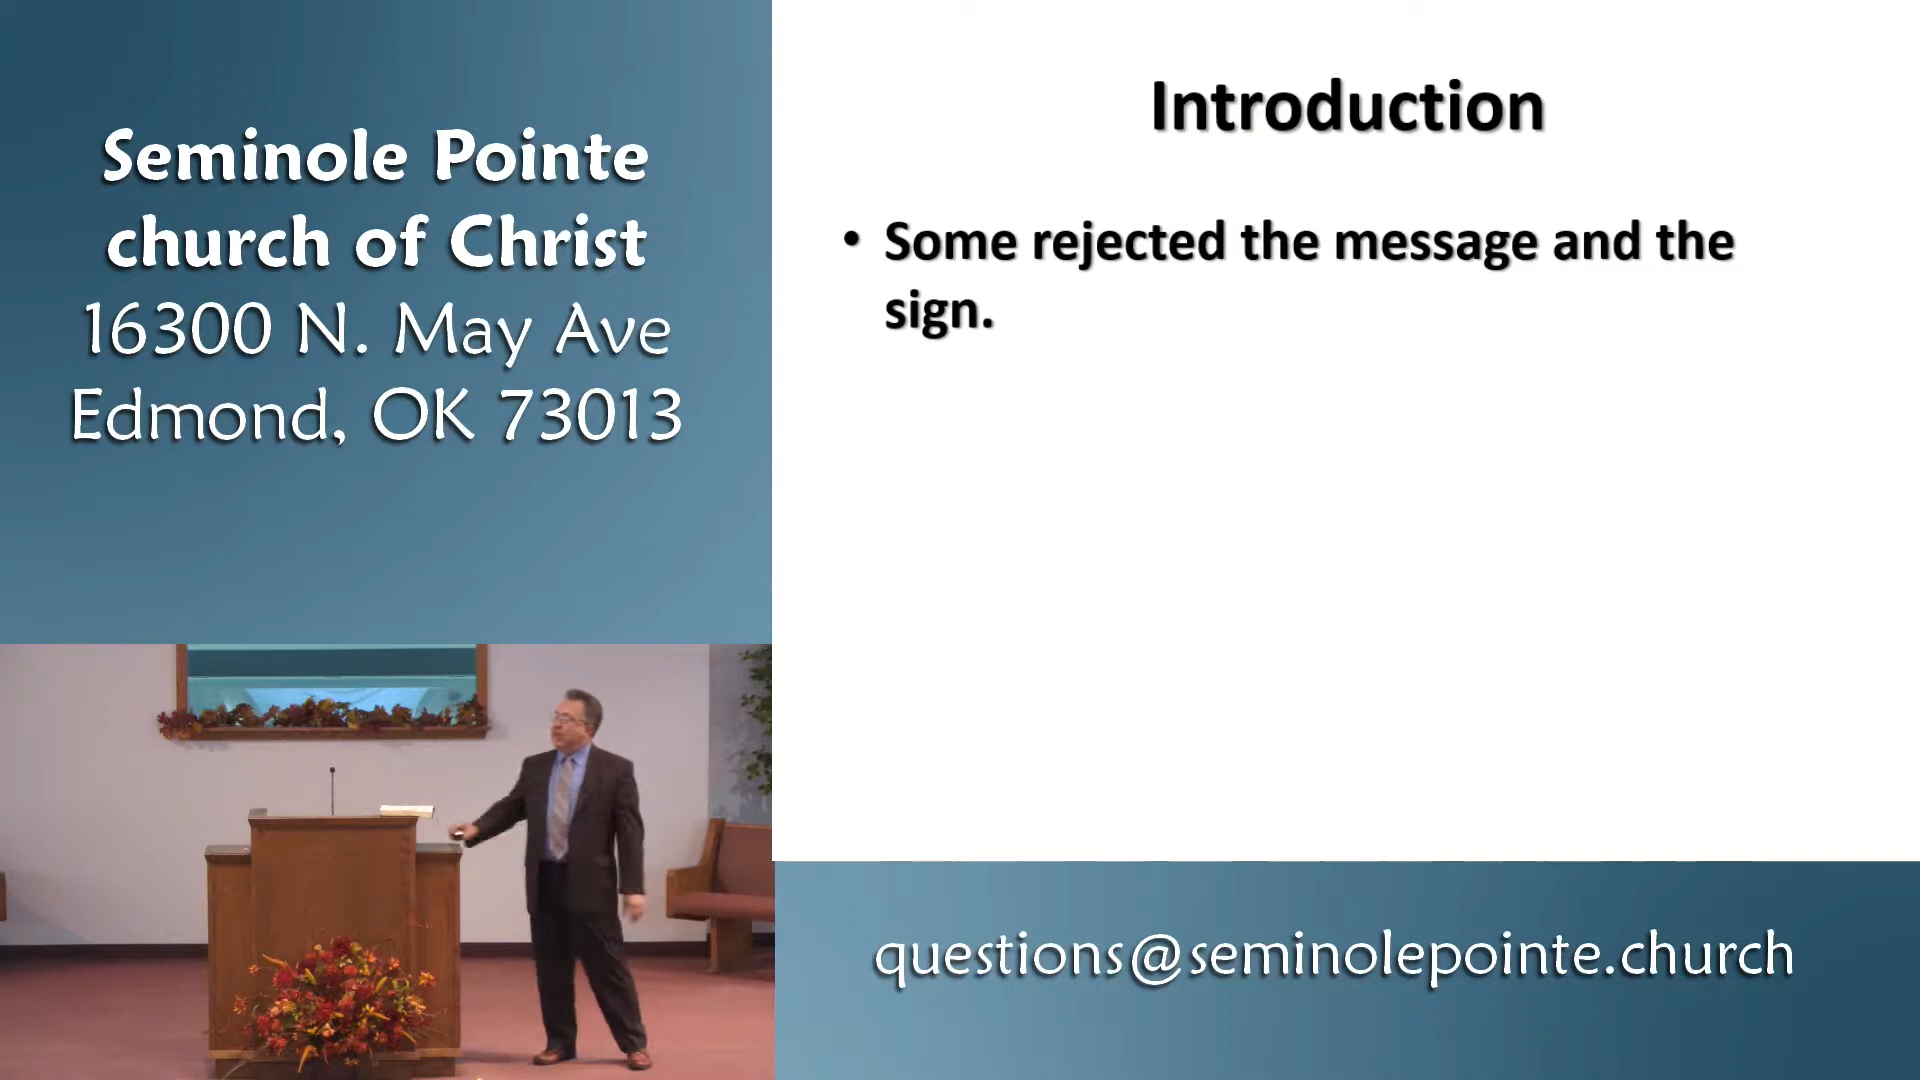 Seminole Pointe
church of Christ
16300 N. May Ave
Edmond, OK 73013
Introduction
• Some rejected the message and the
sign.
questions@seminolepointe.church